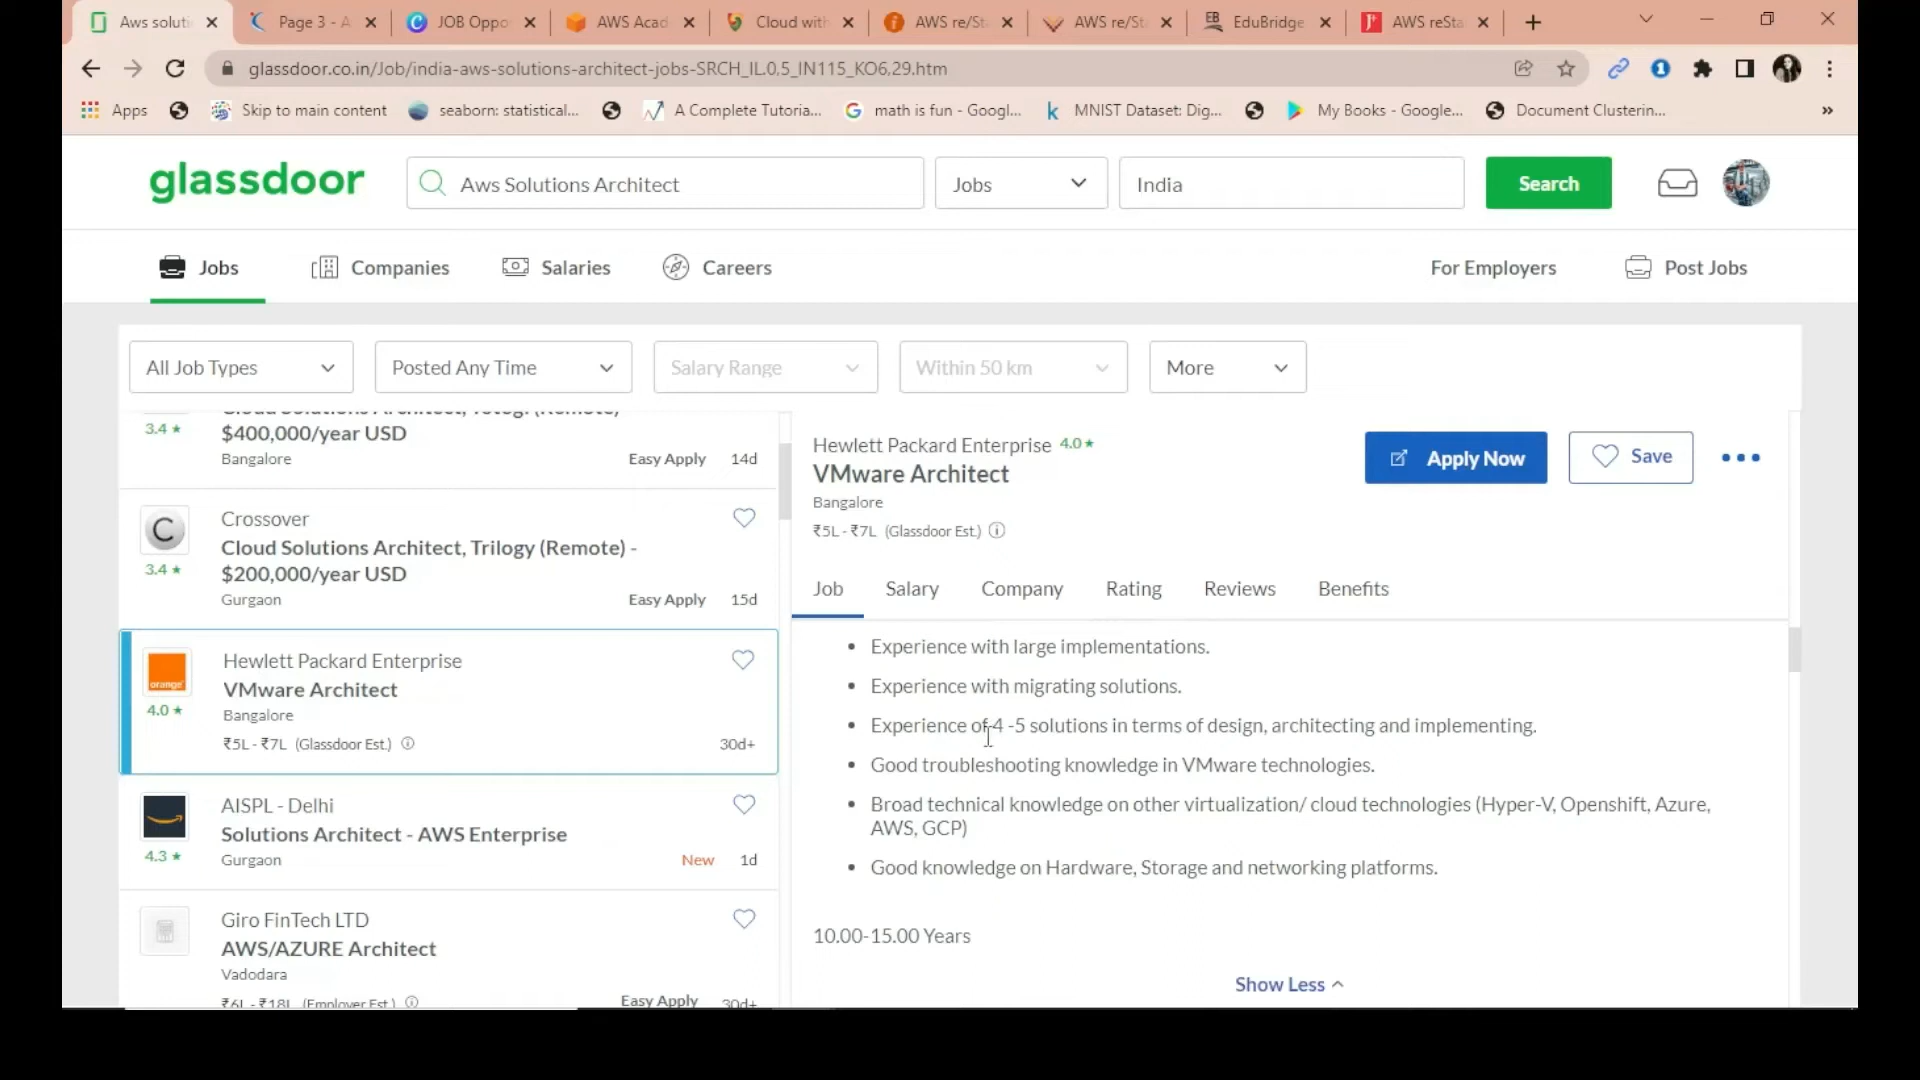 Aws soluti
Page 3 - A
JOB Oppo
AWS Acad
Cloud with
AWS re/St
AWS re/St
EduBridge
AWS reSta
glassdoor.co.in/Job/india-aws-solutions-architect-jobs-SRCH_IL.0,5_IN115_KO6,29.htm
Apps
Skip to main content
seaborn: statistical...
A Complete Tutoria...
math is fun - Googl...
MNIST Dataset: Dig...
My Books - Google...
Document Clusterin...
»
glassdoor
Aws Solutions Architect
Jobs
India
Search
Jobs
Companies
Salaries
Careers
For Employers
Post Jobs
All Job Types
Posted Any Time
Salary Range
Within 50 km
More
Cloud Solutions Architect, Totogi (Remote)
3.4 ★
$400,000/year USD
Bangalore
Easy Apply
14d
C
Crossover
Cloud Solutions Architect, Trilogy (Remote) -
3.4 ★
$200,000/year USD
Gurgaon
Easy Apply
15d
orange
Hewlett Packard Enterprise
VMware Architect
4.0 ★
Bangalore
₹5L - ₹7L (Glassdoor Est.)
30d+
AISPL - Delhi
Solutions Architect - AWS Enterprise
4.3 ★
Gurgaon
New
1d
Giro FinTech LTD
AWS/AZURE Architect
Vadodara
₹6L - ₹18L (Employer Est.)
Easy Apply
30d+
Hewlett Packard Enterprise 4.0 ★
VMware Architect
Bangalore
₹5L - ₹7L (Glassdoor Est.)
Apply Now
Save
Job
Salary
Company
Rating
Reviews
Benefits
• Experience with large implementations.
• Experience with migrating solutions.
• Experience of 4 -5 solutions in terms of design, architecting and implementing.
• Good troubleshooting knowledge in VMware technologies.
• Broad technical knowledge on other virtualization/ cloud technologies (Hyper-V, Openshift, Azure,
AWS, GCP)
• Good knowledge on Hardware, Storage and networking platforms.
10.00-15.00 Years
Show Less